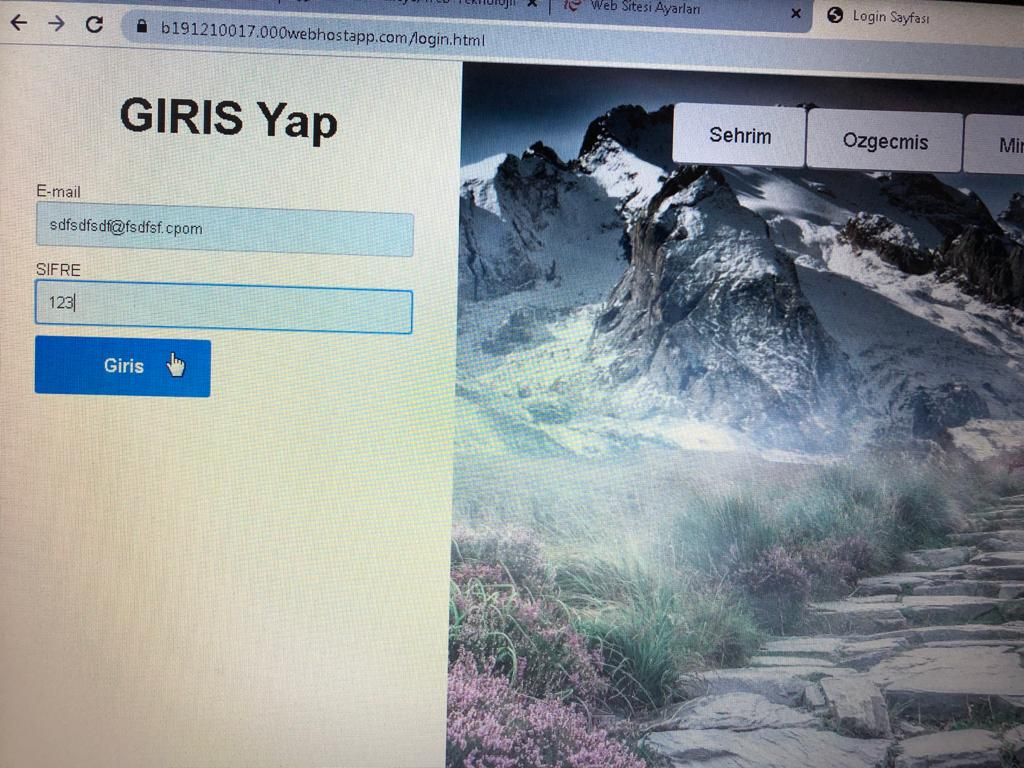 Web Sitesi Ayarları
Login Sayfası
b191210017.000webhostapp.com/login.html
GIRIS Yap
Sehrim
Ozgecmis
E-mail
sdfsdfsdf@fsdfsf.cpom
SIFRE
123
Giris